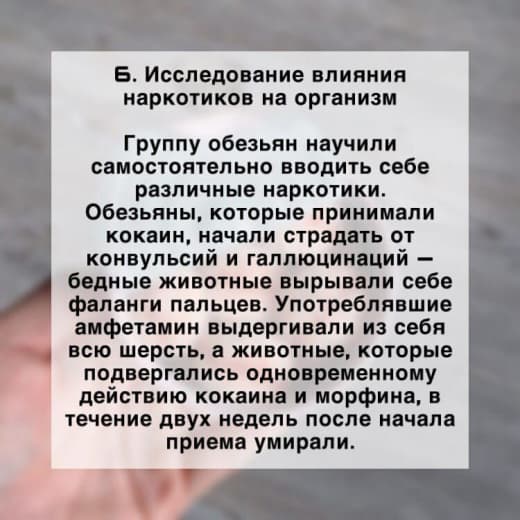 6. Исследование влияния
наркотиков на организм
Группу обезьян научили
самостоятельно вводить себе
различные наркотики.
Обезьяны, которые принимали
кокаин, начали страдать от
конвульсий и галлюцинаций —
бедные животные вырывали себе
фаланги пальцев. Употреблявшие
амфетамин выдергивали из себя
всю шерсть, а животные, которые
подвергались одновременному
действию кокаина и морфина, в
течение двух недель после начала
приема умирали.